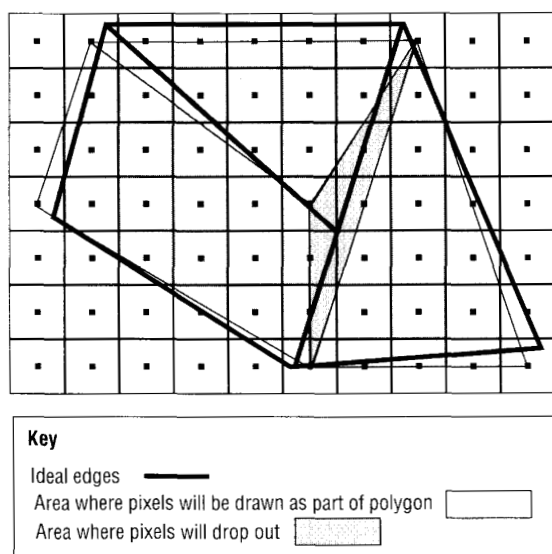 Key
Ideal edges
Area where pixels will be drawn as part of polygon
Area where pixels will drop out